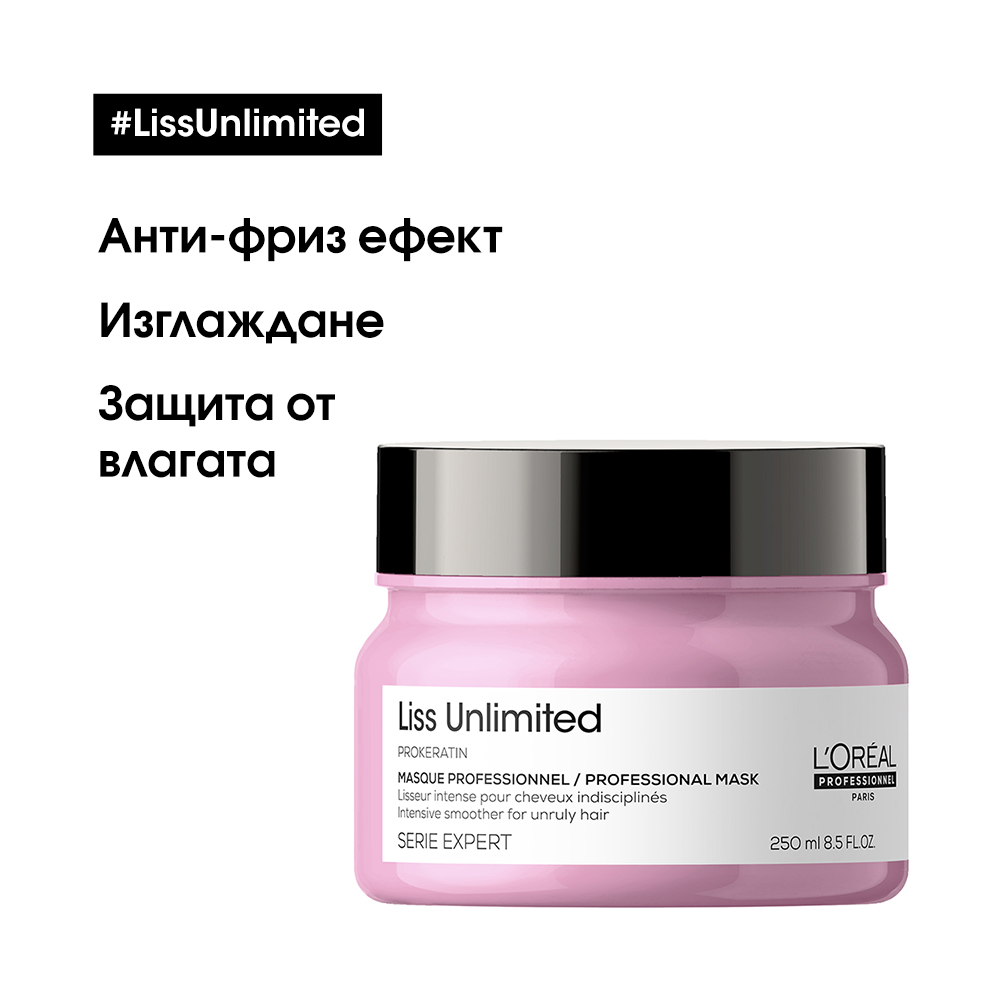 #LissUnlimited
Анти-фриз ефект
Изглаждане
Защита от
влагата
Liss Unlimited
PROKERATIN
MASQUE PROFESSIONNEL / PROFESSIONAL MASK
Lisseur intense pour cheveux indisciplinés
Intensive smoother for unruly hair
SERIE EXPERT
L'ORÉAL
PROFESSIONNEL
PARIS
250 ml 8.5 FL.OZ.